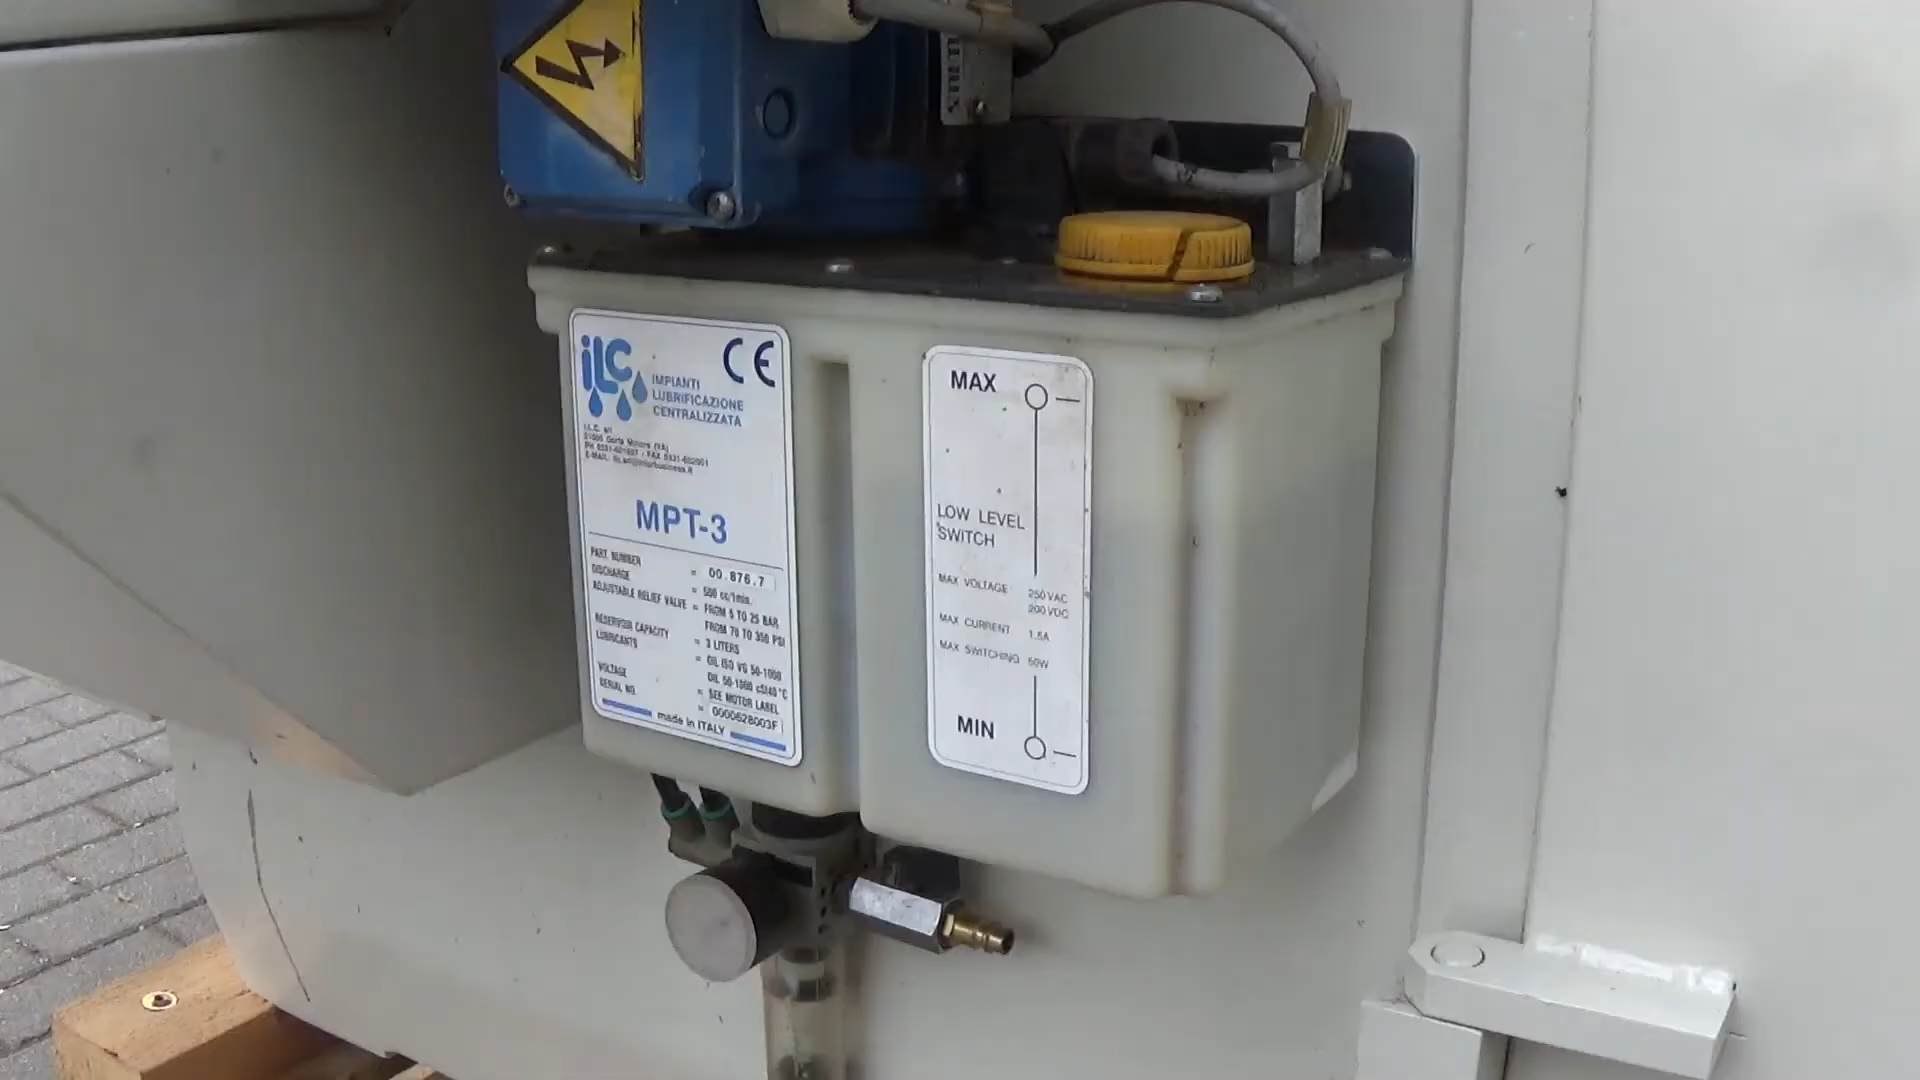 iLC
CE
IMPIANTI
LUBRIFICAZIONE
CENTRALIZZATA
I.L.C. srl
MPT-3
PART. NUMBER = 00.876.7
DISCHARGE = 500 cc/1min.
ADJUSTABLE RELIEF VALVE = FROM 5 TO 25 BAR
FROM 70 TO 350 PSI
RESERVOIR CAPACITY = 3 LITERS
LUBRICANTS = OIL ISO VG 50-1000
OIL 50-1000 cSt40°C
VOLTAGE = SEE MOTOR LABEL
SERIAL NO. = 0000628003F
made in ITALY
MAX
LOW LEVEL
SWITCH
MAX VOLTAGE 250 VAC
200 VDC
MAX CURRENT 1.5A
MAX SWITCHING 50W
MIN